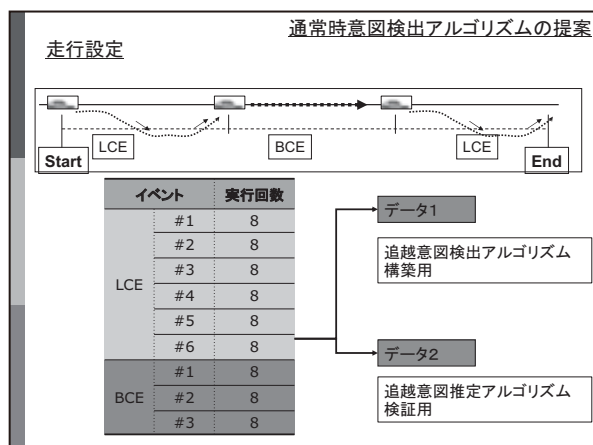 通常時意図検出アルゴリズムの提案
走行設定
LCE
BCE
LCE
Start
End
イベント 実行回数
LCE
#1 8
#2 8
#3 8
#4 8
#5 8
#6 8
BCE
#1 8
#2 8
#3 8
データ1
追越意図検出アルゴリズム
構築用
データ2
追越意図推定アルゴリズム
検証用